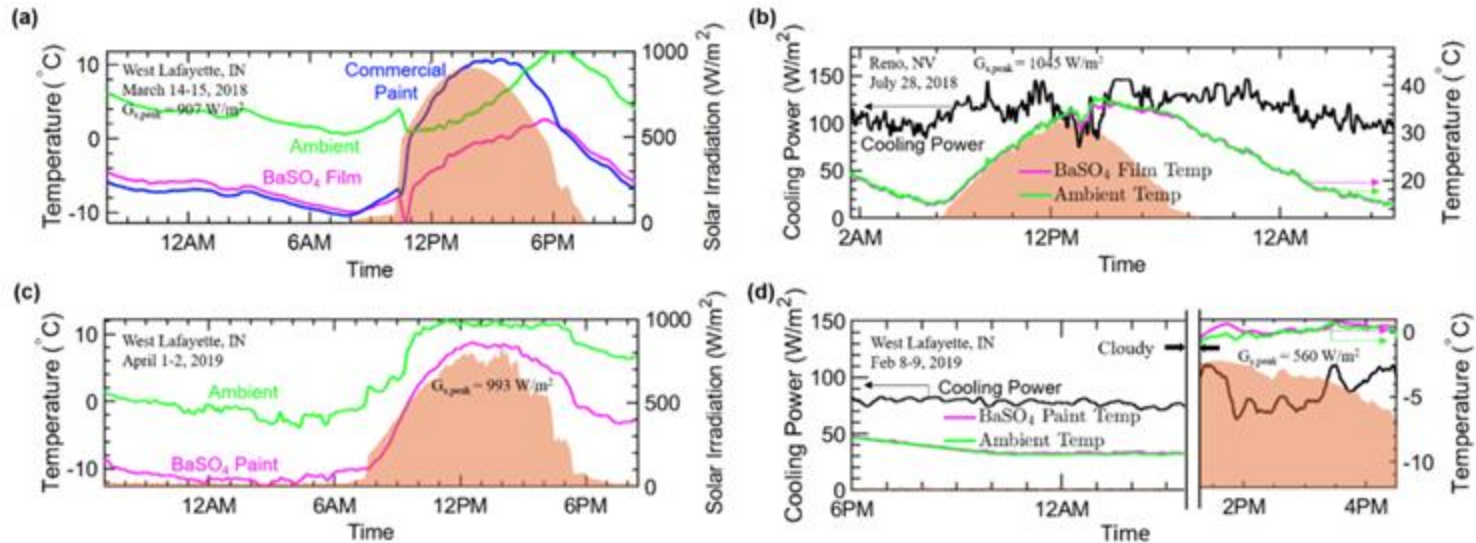 (a)
Temperature (°C)
10
0
-10
West Lafayette, IN
March 14-15, 2018
Gs,peak = 907 W/m²
Commercial
Paint
Ambient
BaSO₄ Film
1000
500
0
Solar Irradiation (W/m²)
12AM 6AM 12PM 6PM
Time
(b)
Cooling Power (W/m²)
150
100
50
0
Reno, NV
July 28, 2018
Gs,peak = 1045 W/m²
Cooling Power
BaSO₄ Film Temp
Ambient Temp
40
30
20
Temperature (°C)
2AM 12PM 12AM
Time
(c)
Temperature (°C)
10
0
-10
West Lafayette, IN
April 1-2, 2019
Gs,peak = 993 W/m²
Ambient
BaSO₄ Paint
1000
500
0
Solar Irradiation (W/m²)
12AM 6AM 12PM 6PM
Time
(d)
Cooling Power (W/m²)
150
100
50
0
West Lafayette, IN
Feb 8-9, 2019
Cloudy
Gs,peak = 560 W/m²
Cooling Power
BaSO₄ Paint Temp
Ambient Temp
0
-5
-10
Temperature (°C)
6PM 12AM 2PM 4PM
Time